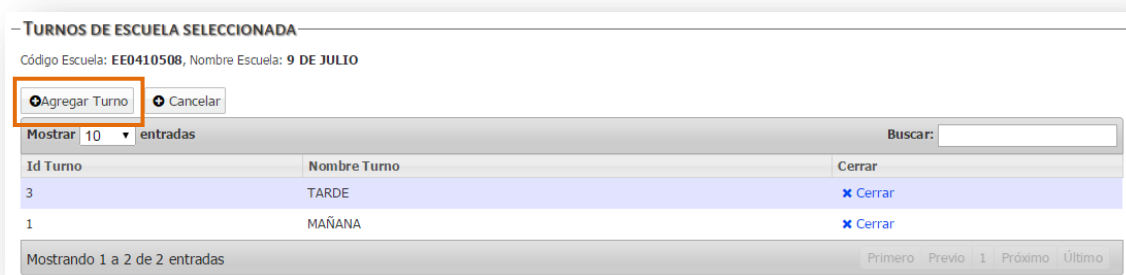 TURNOS DE ESCUELA SELECCIONADA
Código Escuela: EE0410508, Nombre Escuela: 9 DE JULIO
Agregar Turno Cancelar
Mostrar 10 entradas Buscar:
Id Turno Nombre Turno Cerrar
3 TARDE Cerrar
1 MAÑANA Cerrar
Mostrando 1 a 2 de 2 entradas Primero Previo 1 Próximo Último